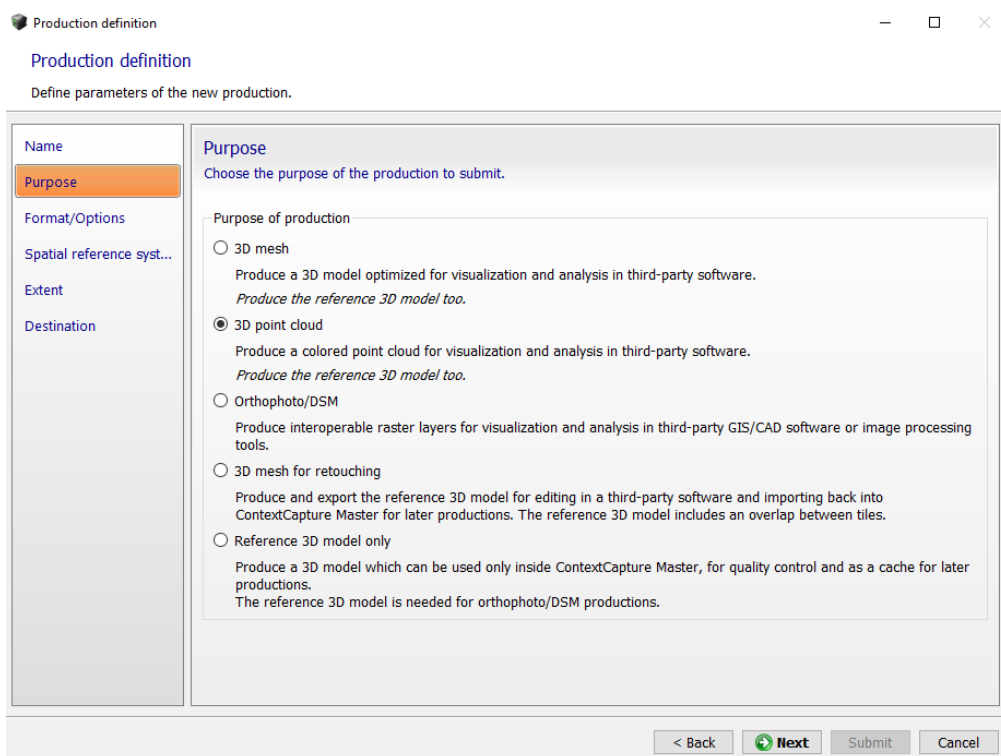 Production definition
Production definition
Define parameters of the new production.
Name
Purpose
Format/Options
Spatial reference syst...
Extent
Destination
Purpose
Choose the purpose of the production to submit.
Purpose of production
3D mesh
Produce a 3D model optimized for visualization and analysis in third-party software.
Produce the reference 3D model too.
3D point cloud
Produce a colored point cloud for visualization and analysis in third-party software.
Produce the reference 3D model too.
Orthophoto/DSM
Produce interoperable raster layers for visualization and analysis in third-party GIS/CAD software or image processing
tools.
3D mesh for retouching
Produce and export the reference 3D model for editing in a third-party software and importing back into
ContextCapture Master for later productions. The reference 3D model includes an overlap between tiles.
Reference 3D model only
Produce a 3D model which can be used only inside ContextCapture Master, for quality control and as a cache for later
productions.
The reference 3D model is needed for orthophoto/DSM productions.
< Back Next Submit Cancel